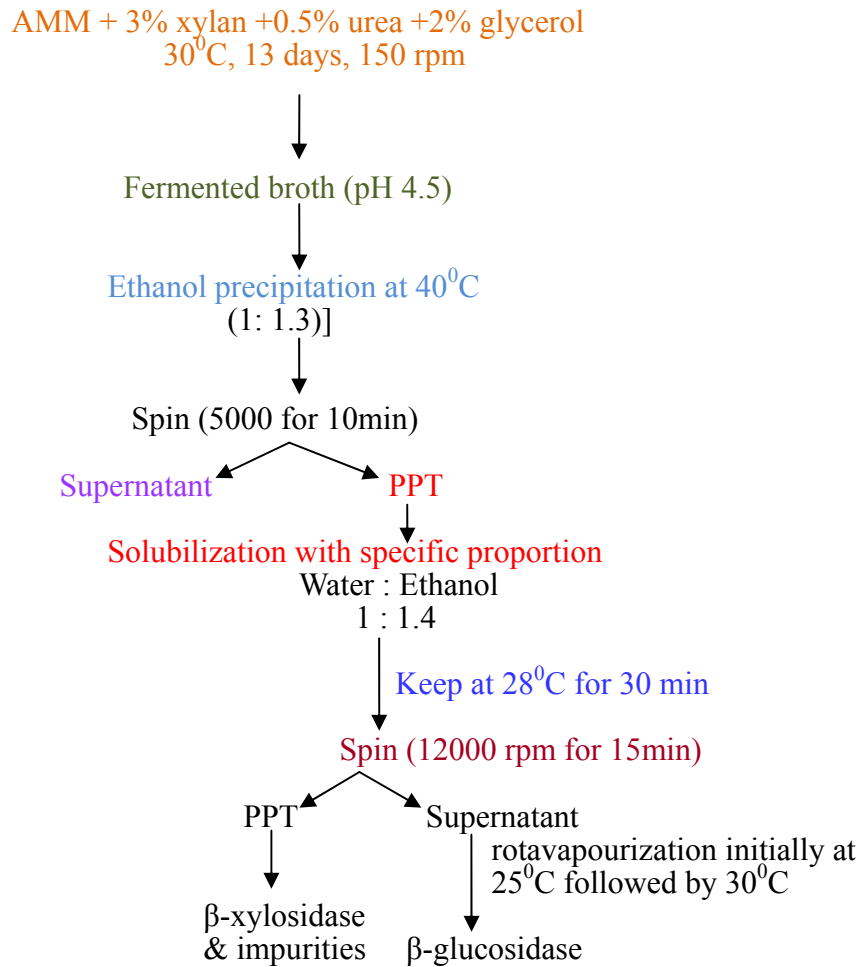 AMM + 3% xylan +0.5% urea +2% glycerol
30⁰C, 13 days, 150 rpm
Fermented broth (pH 4.5)
Ethanol precipitation at 40⁰C
(1: 1.3)]
Spin (5000 for 10min)
Supernatant
PPT
Solubilization with specific proportion
Water : Ethanol
1 : 1.4
Keep at 28⁰C for 30 min
Spin (12000 rpm for 15min)
PPT
Supernatant
rotavapourization initially at
25⁰C followed by 30⁰C
β-xylosidase
& impurities
β-glucosidase